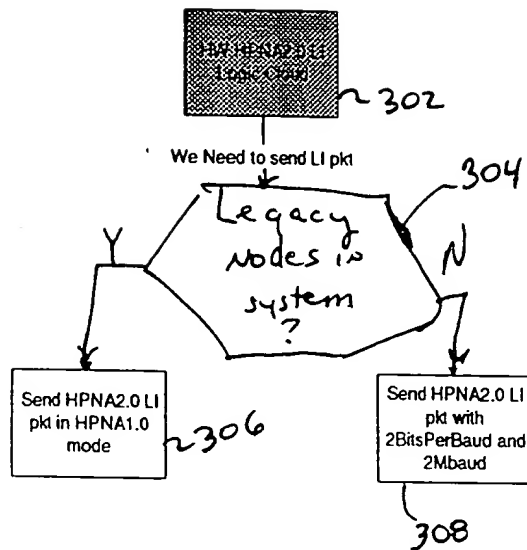 HW HPNA2.0 LI
Logic Cloud
302
We Need to send LI pkt
304
Legacy
Nodes in
system
?
Y
N
Send HPNA2.0 LI
pkt in HPNA1.0
mode
306
Send HPNA2.0 LI
pkt with
2BitsPerBaud and
2Mbaud
308